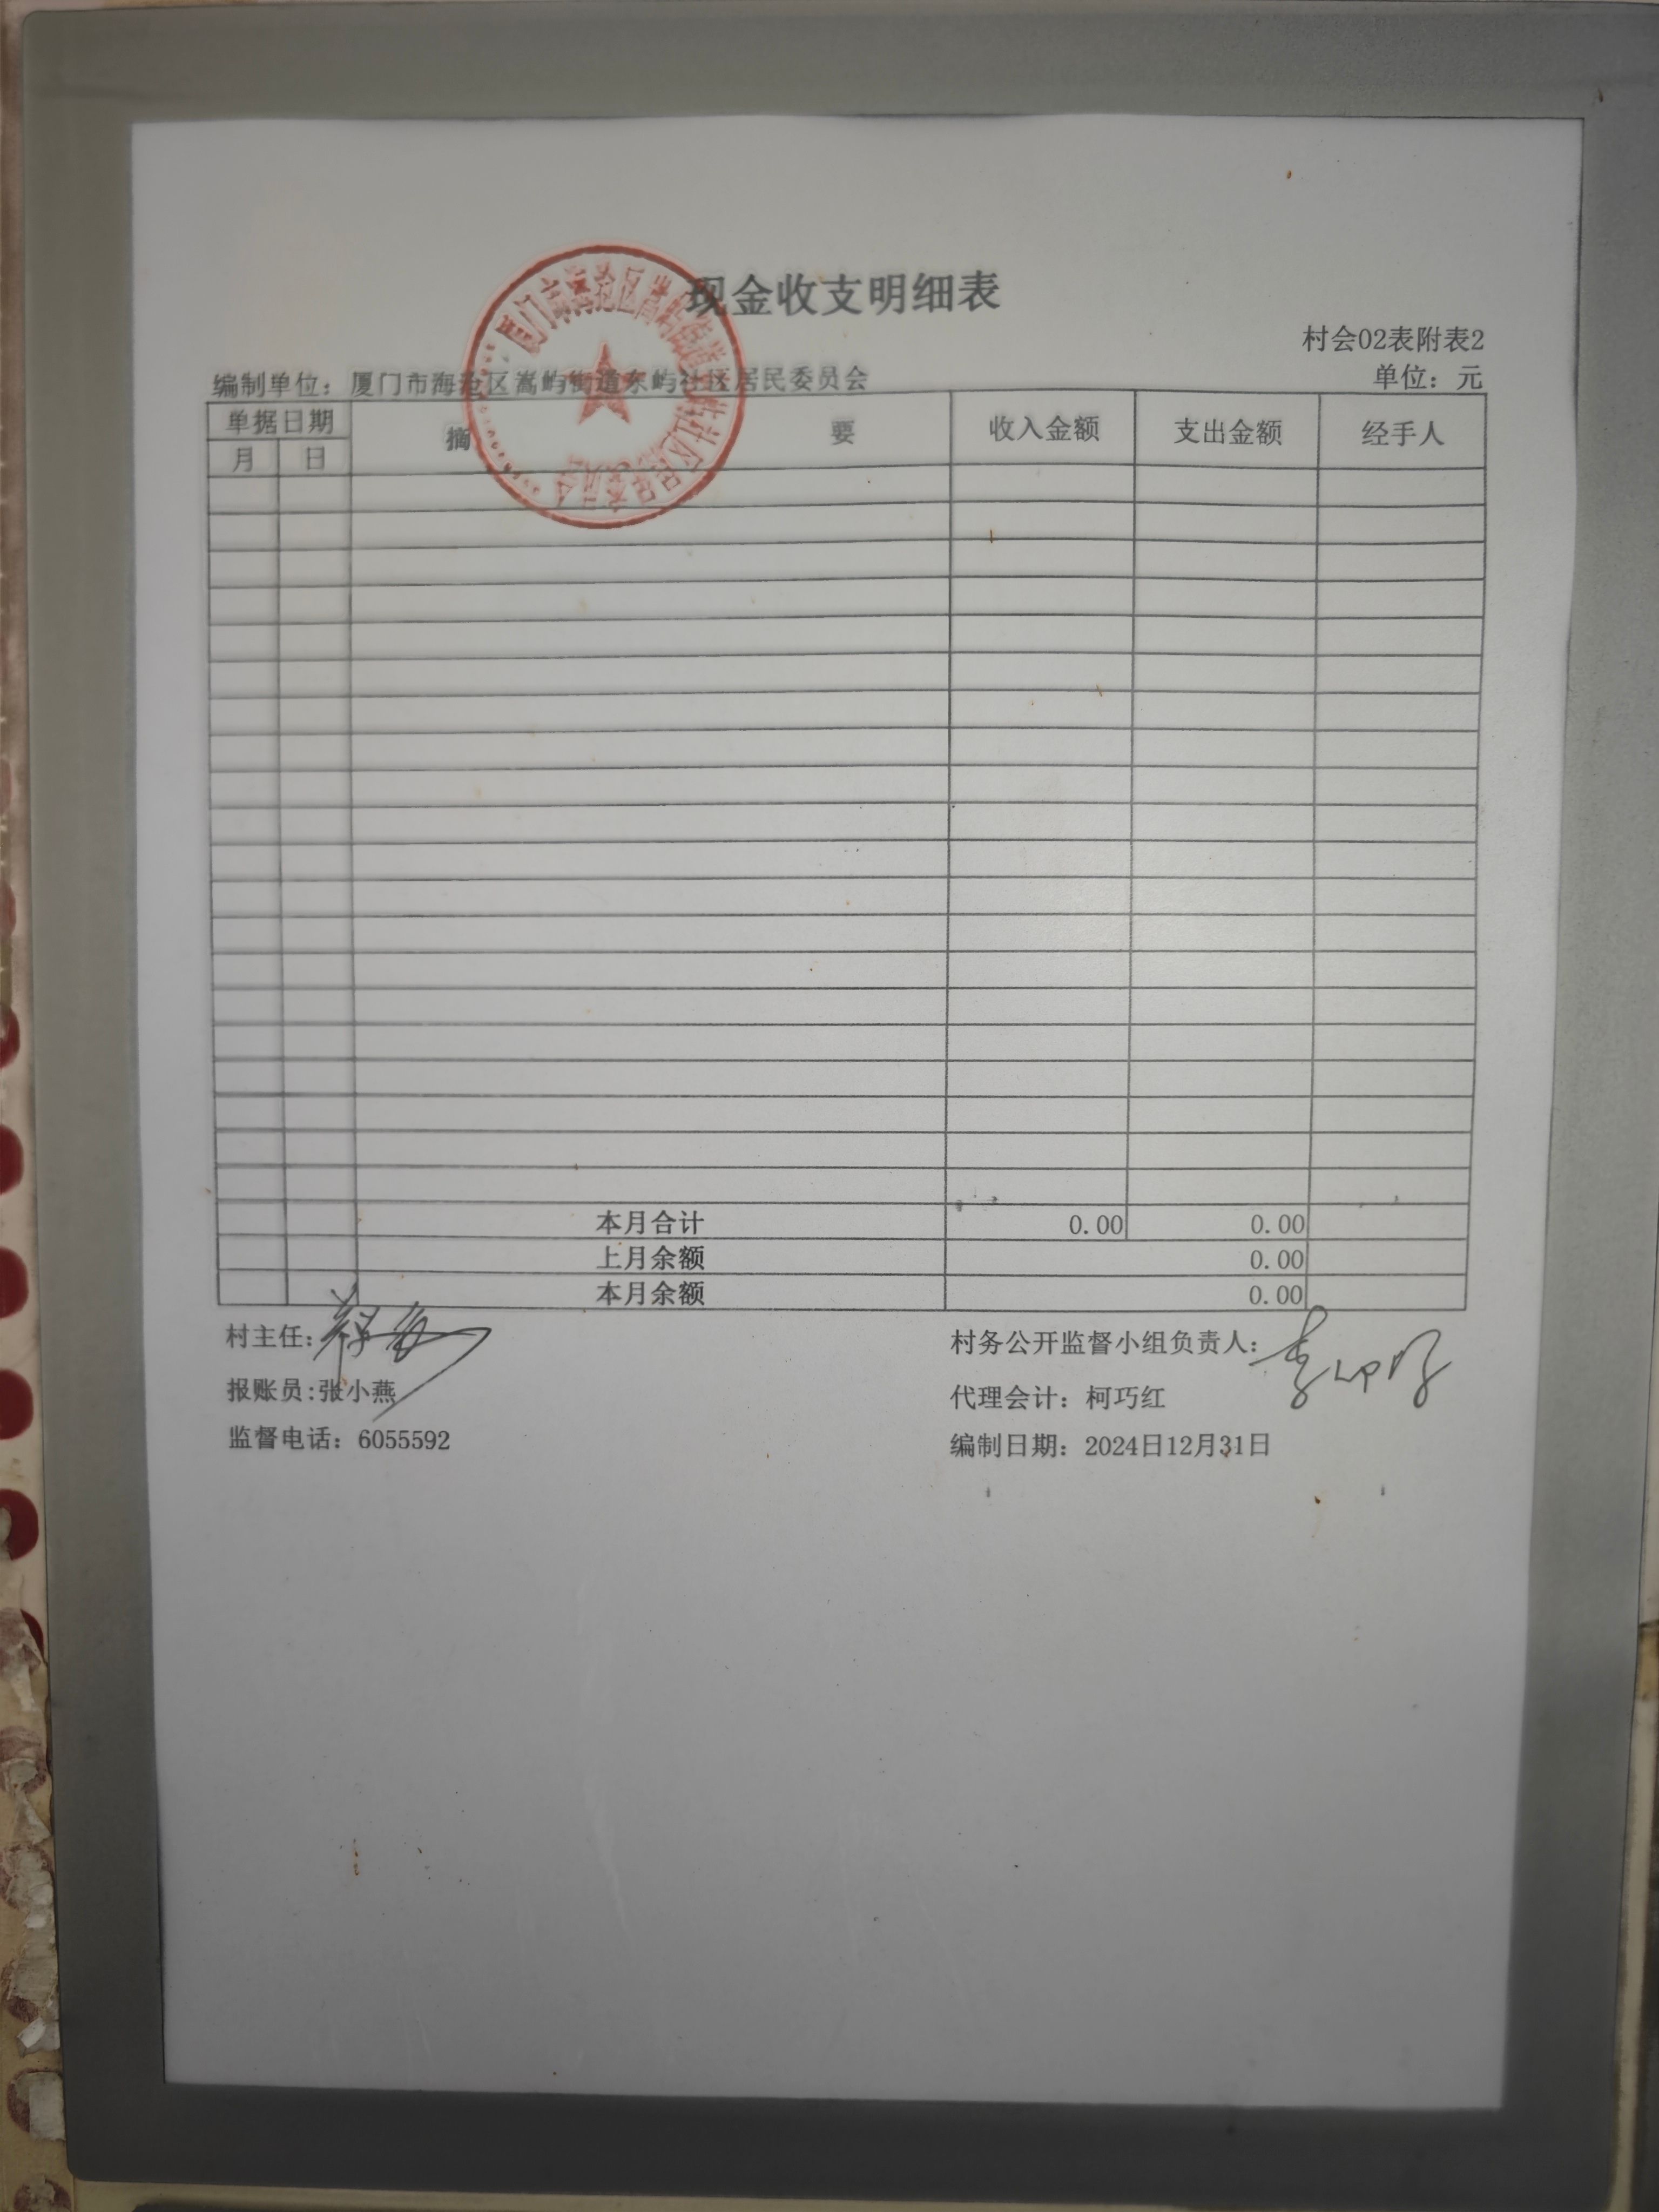 现金收支明细表
村会02表附表2
编制单位：厦门市海沧区嵩屿街道东屿社区居民委员会 单位：元
单据日期 摘 要 收入金额 支出金额 经手人
月 日
本月合计 0.00 0.00
上月余额 0.00
本月余额 0.00
村主任： 村务公开监督小组负责人：
报账员:张小燕 代理会计：柯巧红
监督电话：6055592 编制日期：2024日12月31日